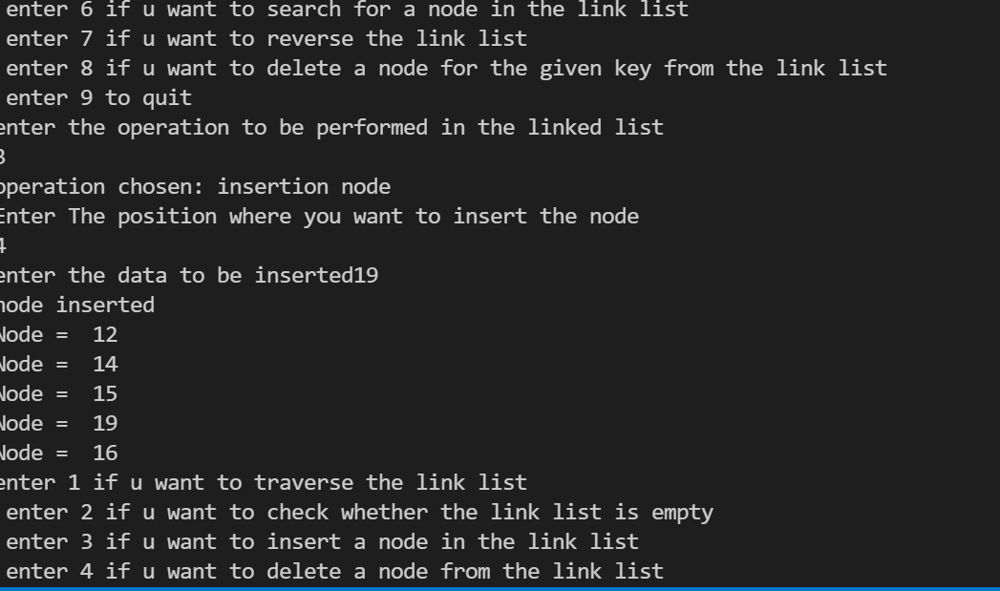 enter 6 if u want to search for a node in the link list
enter 7 if u want to reverse the link list
enter 8 if u want to delete a node for the given key from the link list
enter 9 to quit
enter the operation to be performed in the linked list
3
operation chosen: insertion node
Enter The position where you want to insert the node
4
enter the data to be inserted19
node inserted
Node =  12
Node =  14
Node =  15
Node =  19
Node =  16
enter 1 if u want to traverse the link list
enter 2 if u want to check whether the link list is empty
enter 3 if u want to insert a node in the link list
enter 4 if u want to delete a node from the link list